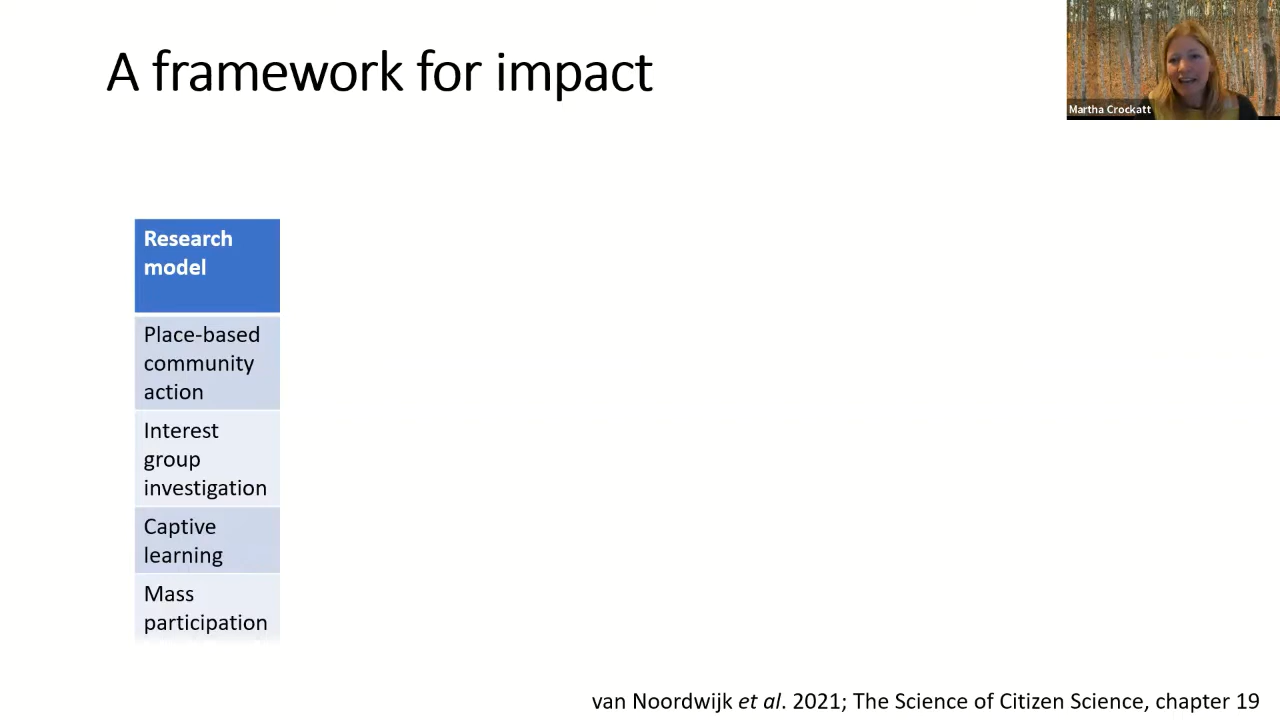 A framework for impact
Martha Crockatt
Research
model
Place-based
community
action
Interest
group
investigation
Captive
learning
Mass
participation
van Noordwijk et al. 2021; The Science of Citizen Science, chapter 19